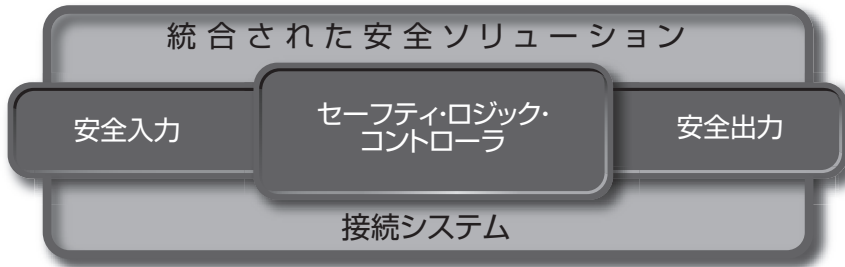 統合された安全ソリューション
安全入力
セーフティ・ロジック・
コントローラ
安全出力
接続システム